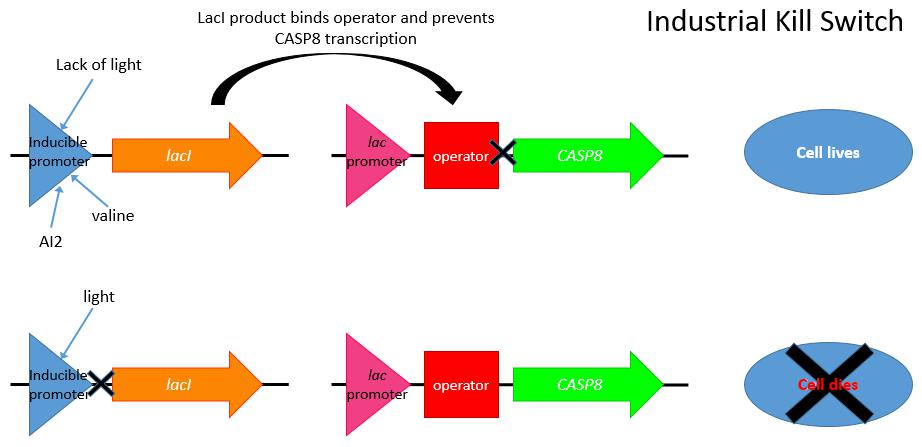 Industrial Kill Switch
LacI product binds operator and prevents
CASP8 transcription
Lack of light
Inducible
promoter
lacI
lac
promoter
operator
CASP8
Cell lives
valine
AI2
light
Inducible
promoter
lacI
lac
promoter
operator
CASP8
Cell dies